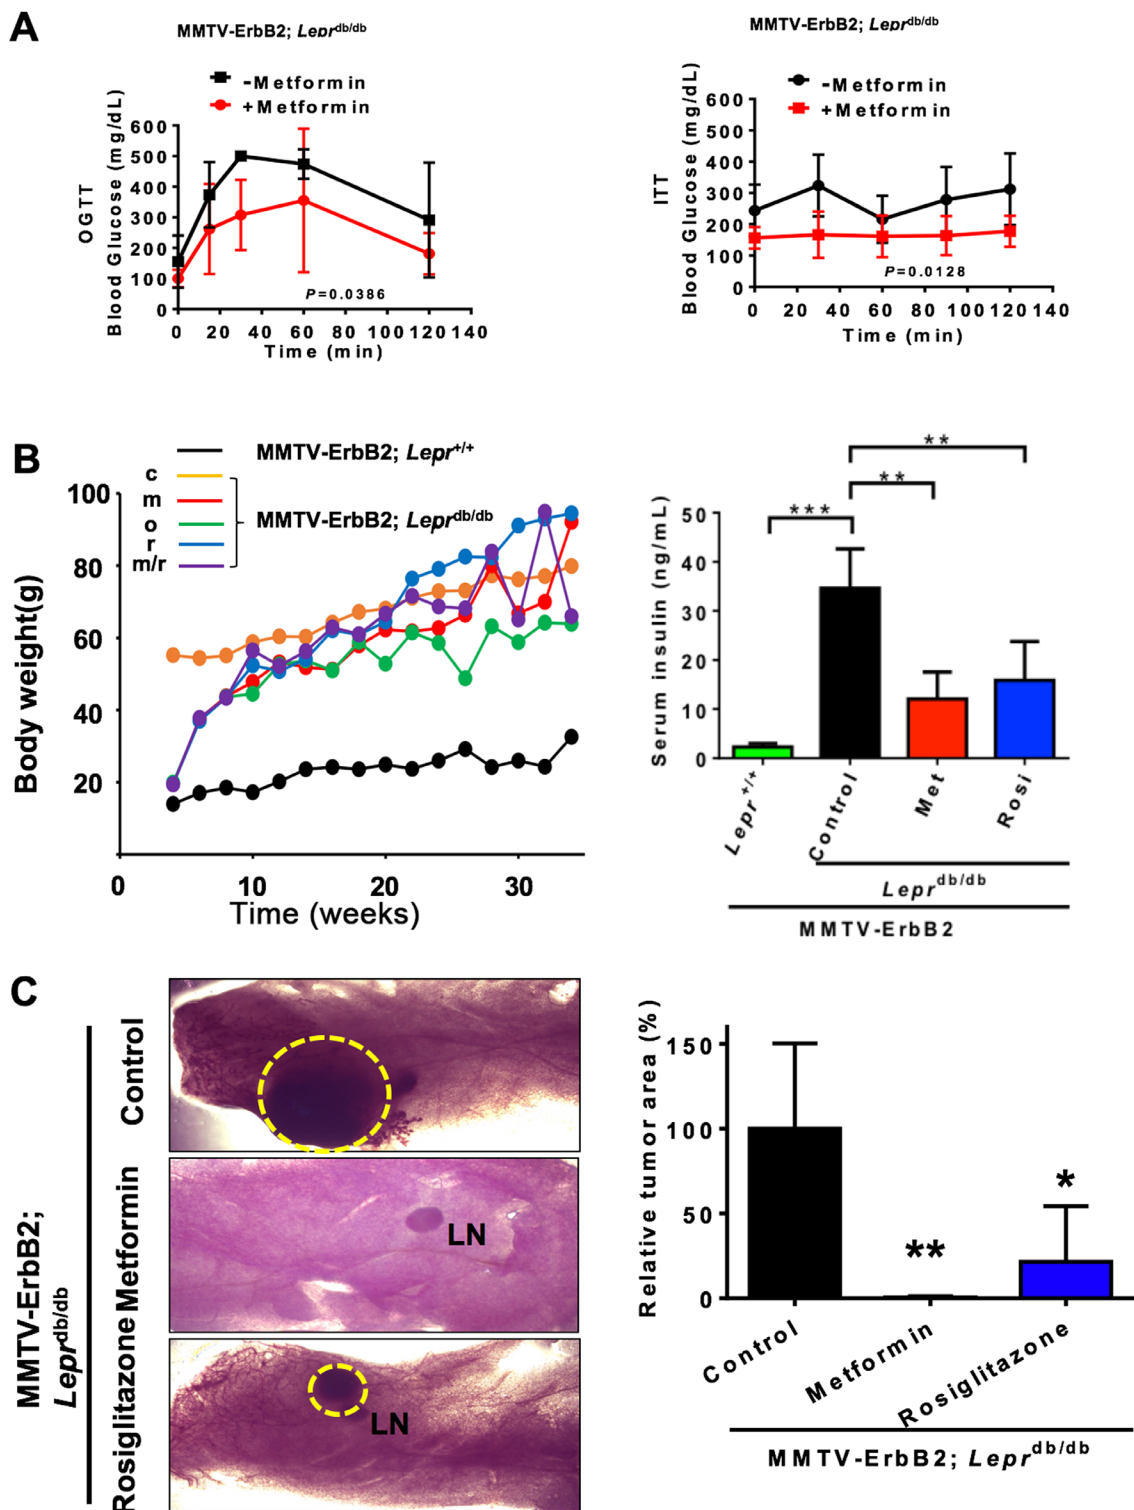 A
MMTV-ErbB2; Lepr^db/db
-Metformin
+Metformin
OGTT
Blood Glucose (mg/dL)
600
500
400
300
200
100
0
P=0.0386
0 20 40 60 80 100 120 140
Time (min)
MMTV-ErbB2; Lepr^db/db
-Metformin
+Metformin
ITT
Blood Glucose (mg/dL)
600
500
400
300
200
100
0
P=0.0128
0 20 40 60 80 100 120 140
Time (min)
B
MMTV-ErbB2; Lepr^+/+
c
m
o
r
m/r
MMTV-ErbB2; Lepr^db/db
Body weight(g)
100
80
60
40
20
0 10 20 30
Time (weeks)
Serum insulin (ng/mL)
50
40
30
20
10
0
***
**
**
Lepr^+/+
Control
Met
Rosi
Lepr^db/db
MMTV-ErbB2
C
MMTV-ErbB2;
Lepr^db/db
Control
Metformin
Rosiglitazone
LN
LN
Relative tumor area (%)
150
100
50
0
**
*
Control
Metformin
Rosiglitazone
MMTV-ErbB2; Lepr^db/db